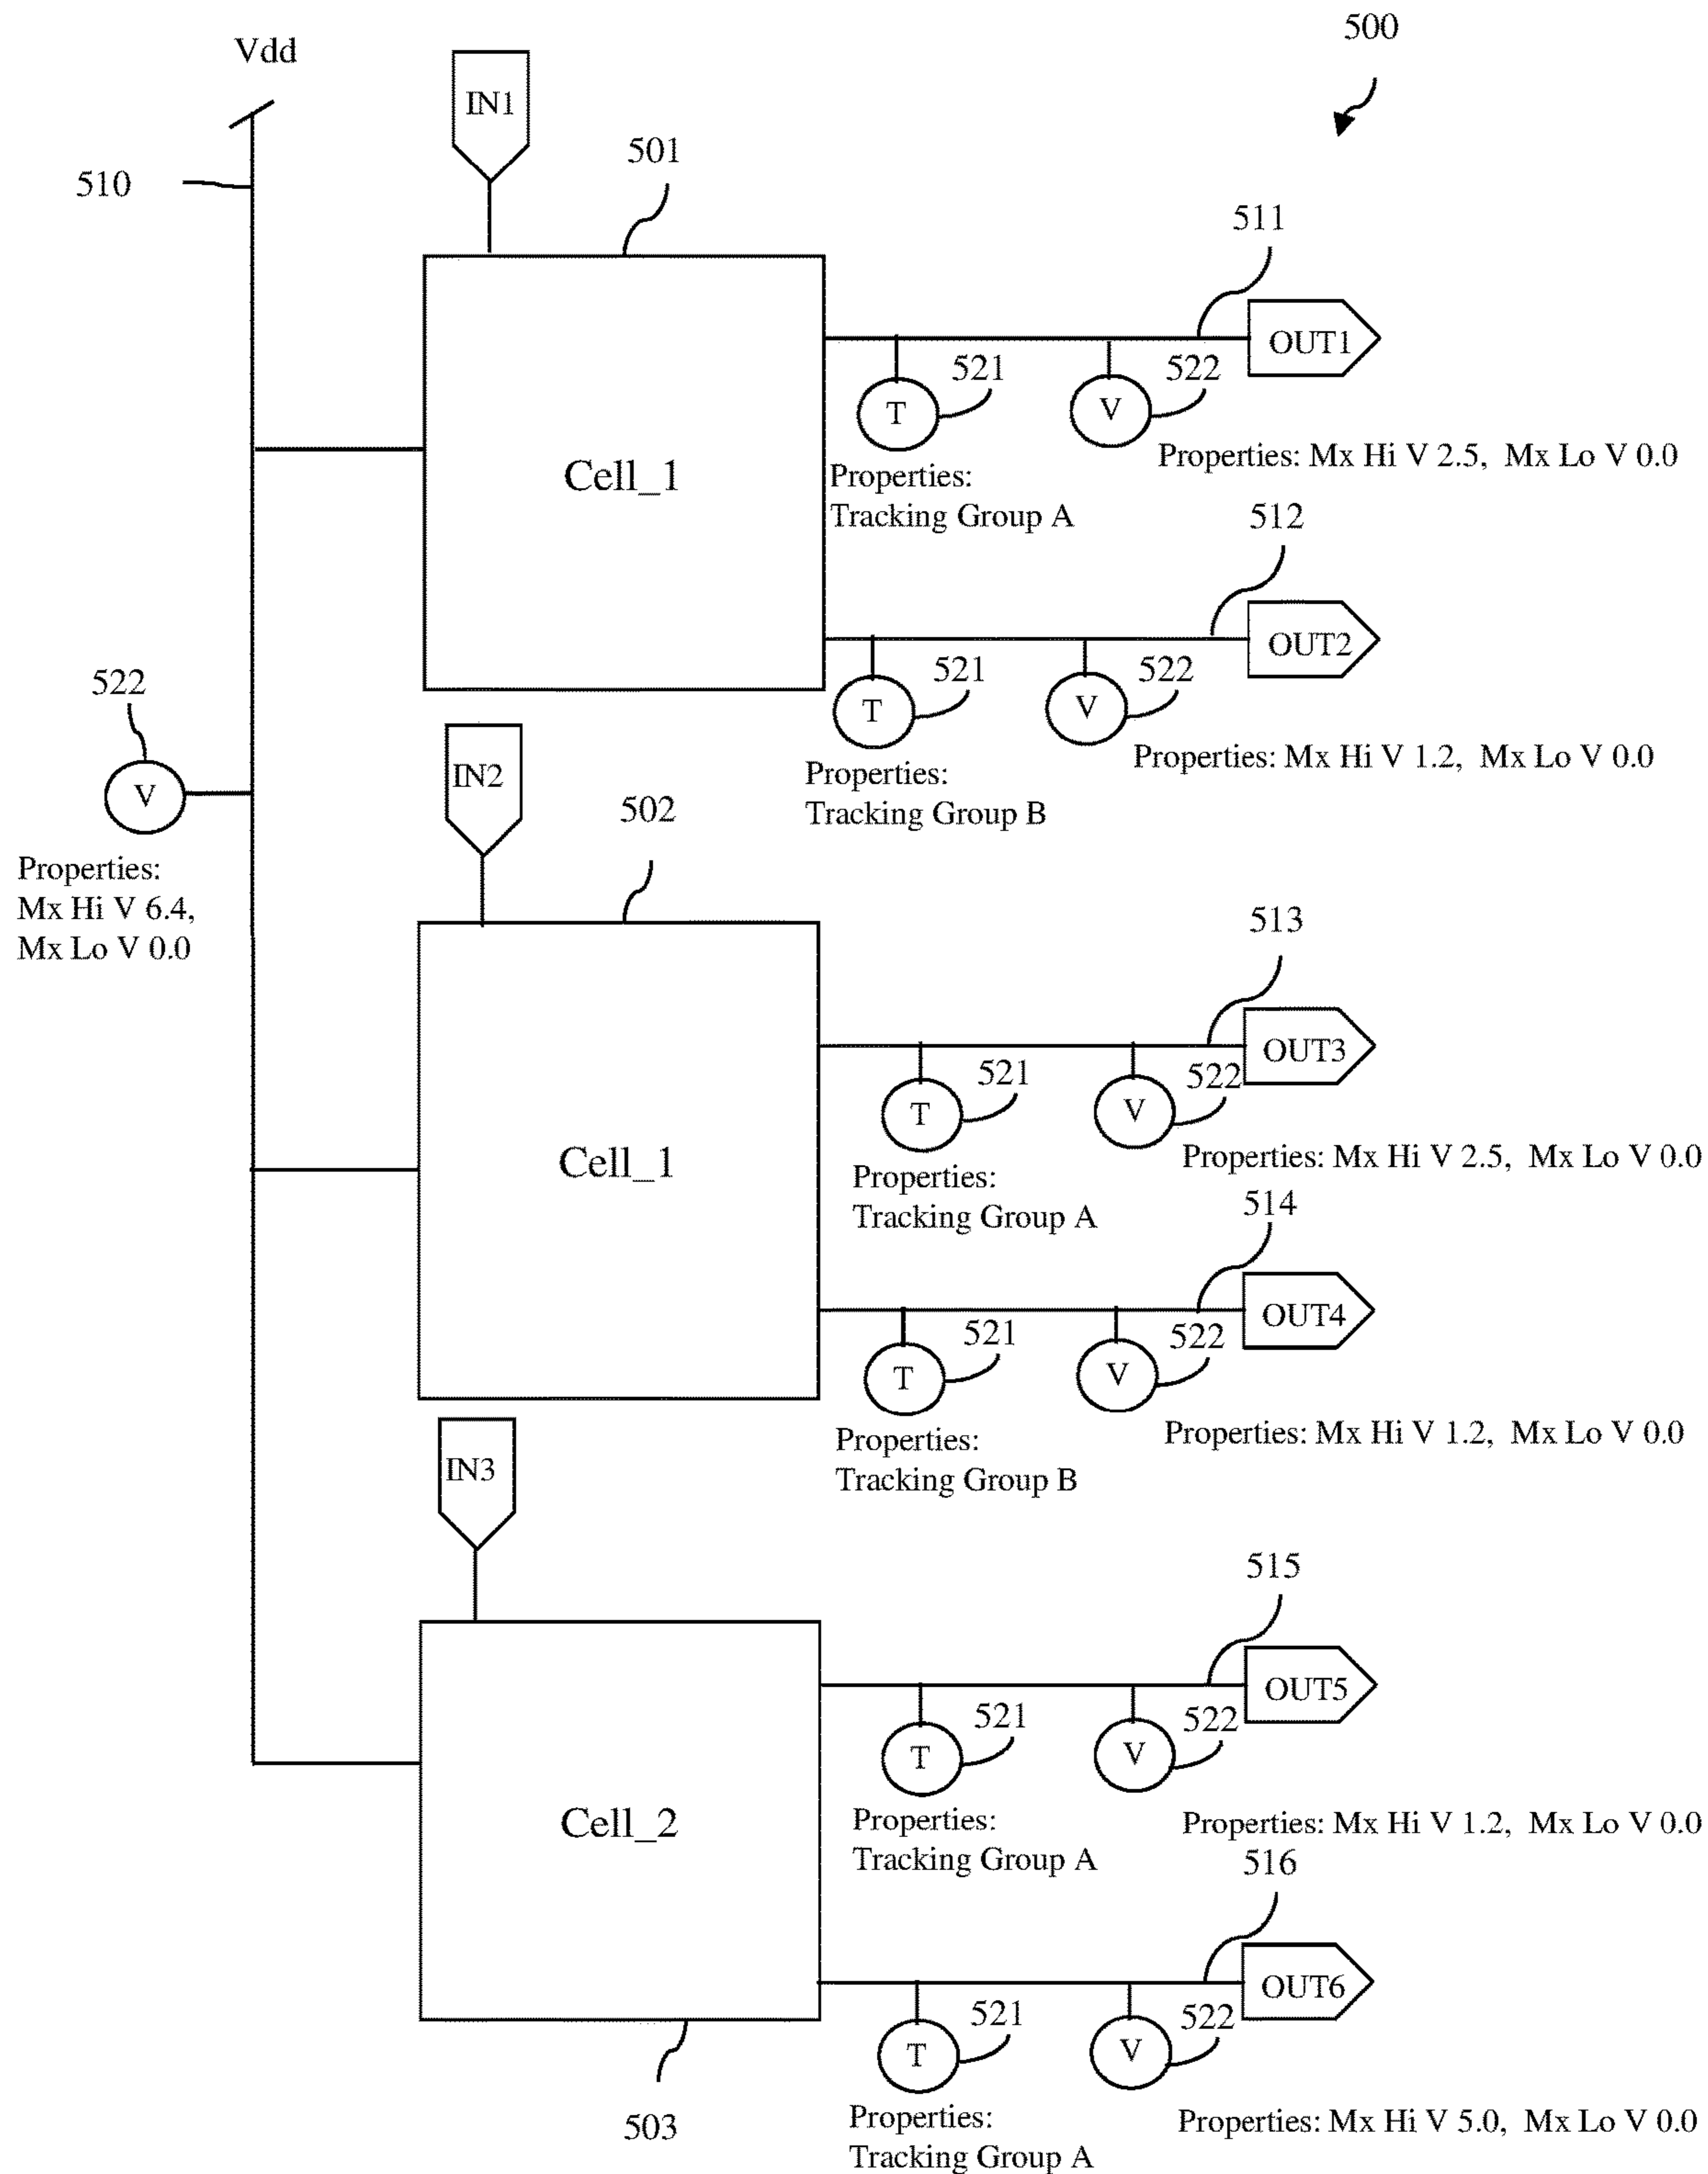 500
Vdd
IN1
510
501
511
OUT1
521
522
T
V
Properties: Mx Hi V 2.5, Mx Lo V 0.0
Cell_1
Properties:
Tracking Group A
512
OUT2
521
522
T
V
Properties: Mx Hi V 1.2, Mx Lo V 0.0
Properties:
Tracking Group B
522
V
Properties:
Mx Hi V 6.4,
Mx Lo V 0.0
IN2
502
513
OUT3
521
522
T
V
Properties: Mx Hi V 2.5, Mx Lo V 0.0
Cell_1
Properties:
Tracking Group A
514
OUT4
521
522
T
V
Properties: Mx Hi V 1.2, Mx Lo V 0.0
Properties:
Tracking Group B
IN3
515
OUT5
521
522
T
V
Properties: Mx Hi V 1.2, Mx Lo V 0.0
Cell_2
Properties:
Tracking Group A
516
OUT6
521
522
T
V
Properties: Mx Hi V 5.0, Mx Lo V 0.0
Properties:
Tracking Group A
503